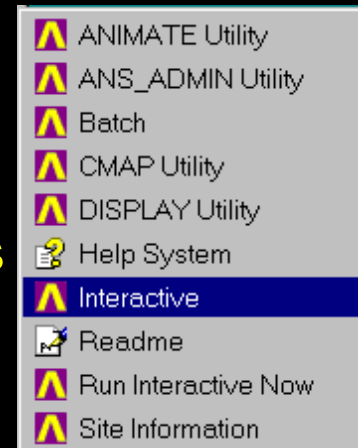 ANIMATE Utility
ANS_ADMIN Utility
Batch
CMAP Utility
DISPLAY Utility
s Help System
Interactive
Readme
Run Interactive Now
Site Information